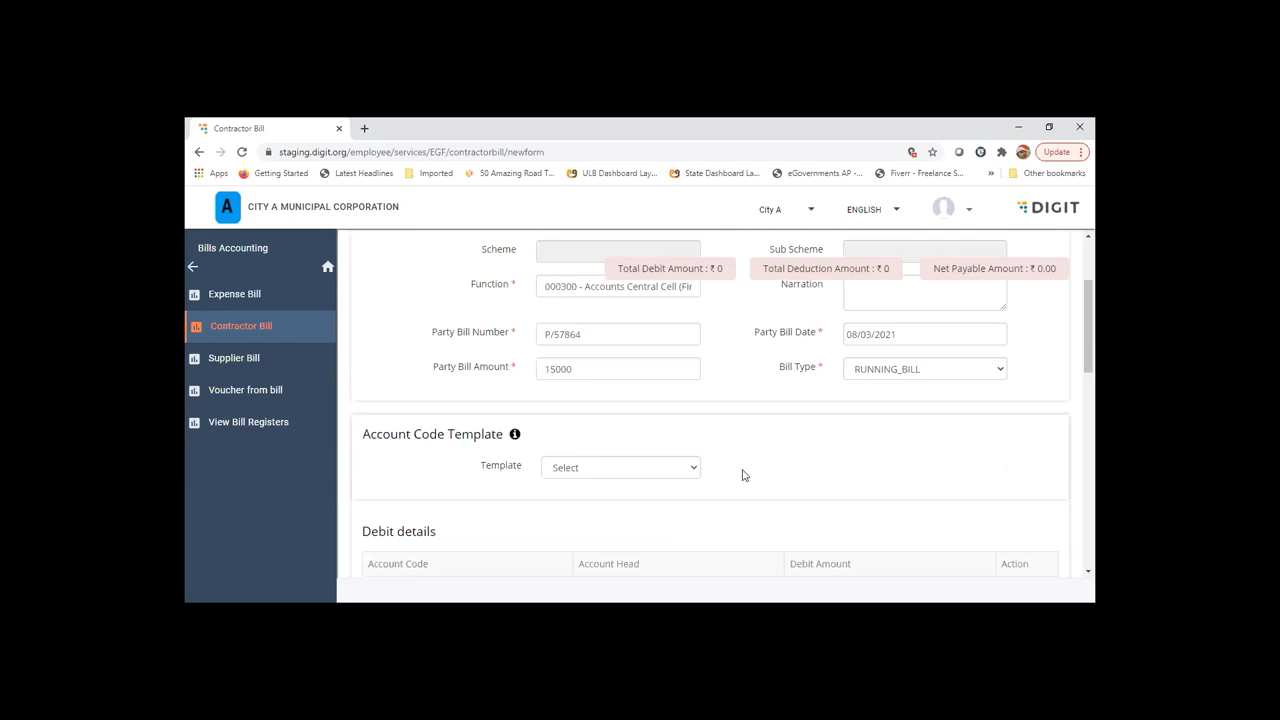 Contractor Bill
staging.digit.org/employee/services/EGF/contractorbill/newform
Update
Apps Getting Started Latest Headlines Imported 50 Amazing Road T... ULB Dashboard Lay... State Dashboard La... eGovernments AP -... Fiverr - Freelance S... » Other bookmarks
A CITY A MUNICIPAL CORPORATION City A ENGLISH DIGIT
Bills Accounting
Expense Bill
Contractor Bill
Supplier Bill
Voucher from bill
View Bill Registers
Scheme Sub Scheme
Total Debit Amount : ₹ 0 Total Deduction Amount : ₹ 0 Net Payable Amount : ₹ 0.00
Function * 000300 - Accounts Central Cell (Fir Narration
Party Bill Number * P/57864 Party Bill Date * 08/03/2021
Party Bill Amount * 15000 Bill Type * RUNNING_BILL
Account Code Template
Template Select
Debit details
Account Code Account Head Debit Amount Action